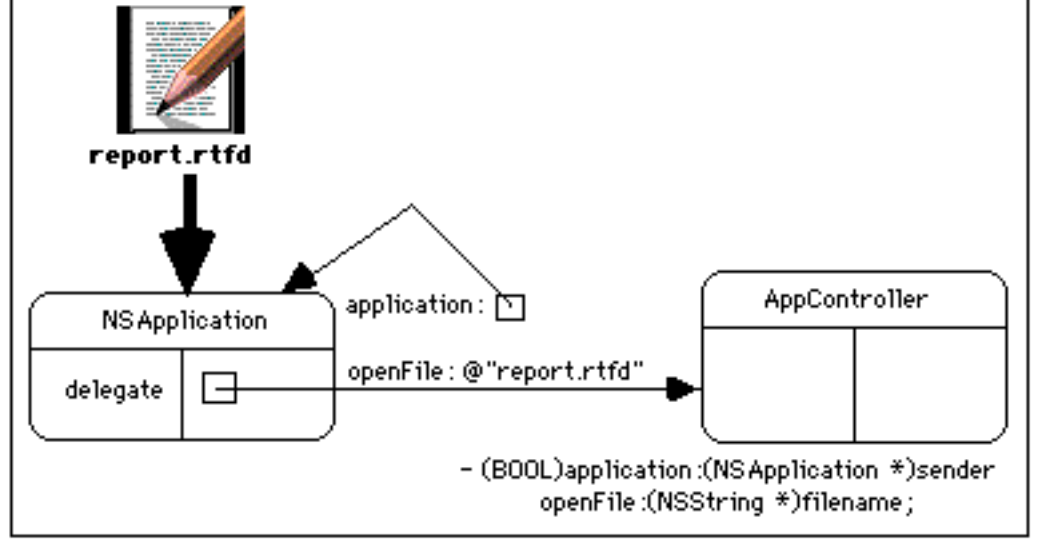 report.rtfd
application:
NSApplication
AppController
delegate
openFile: @"report.rtfd"
- (BOOL)application:(NSApplication *)sender
openFile:(NSString *)filename;